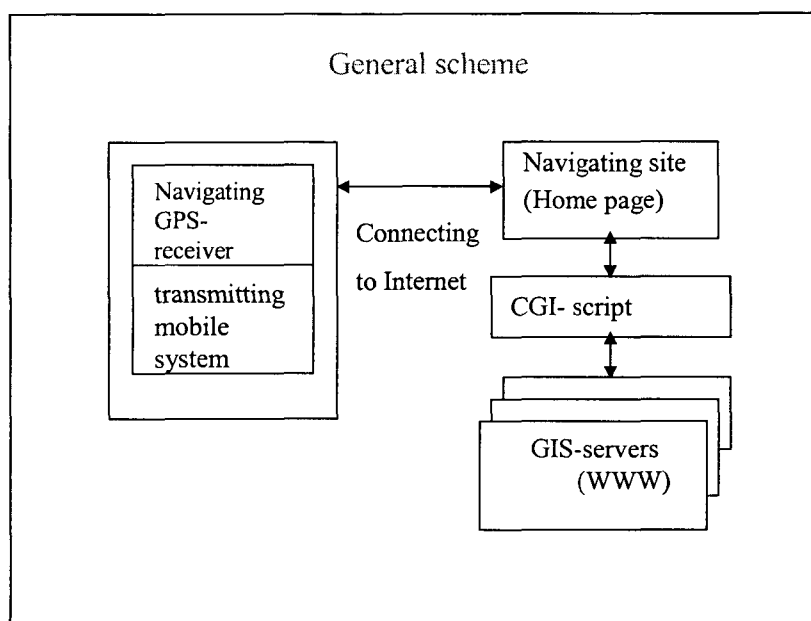 General scheme
Navigating
GPS-
receiver
transmitting
mobile
system
Connecting
to Internet
Navigating site
(Home page)
CGI- script
GIS-servers
(WWW)